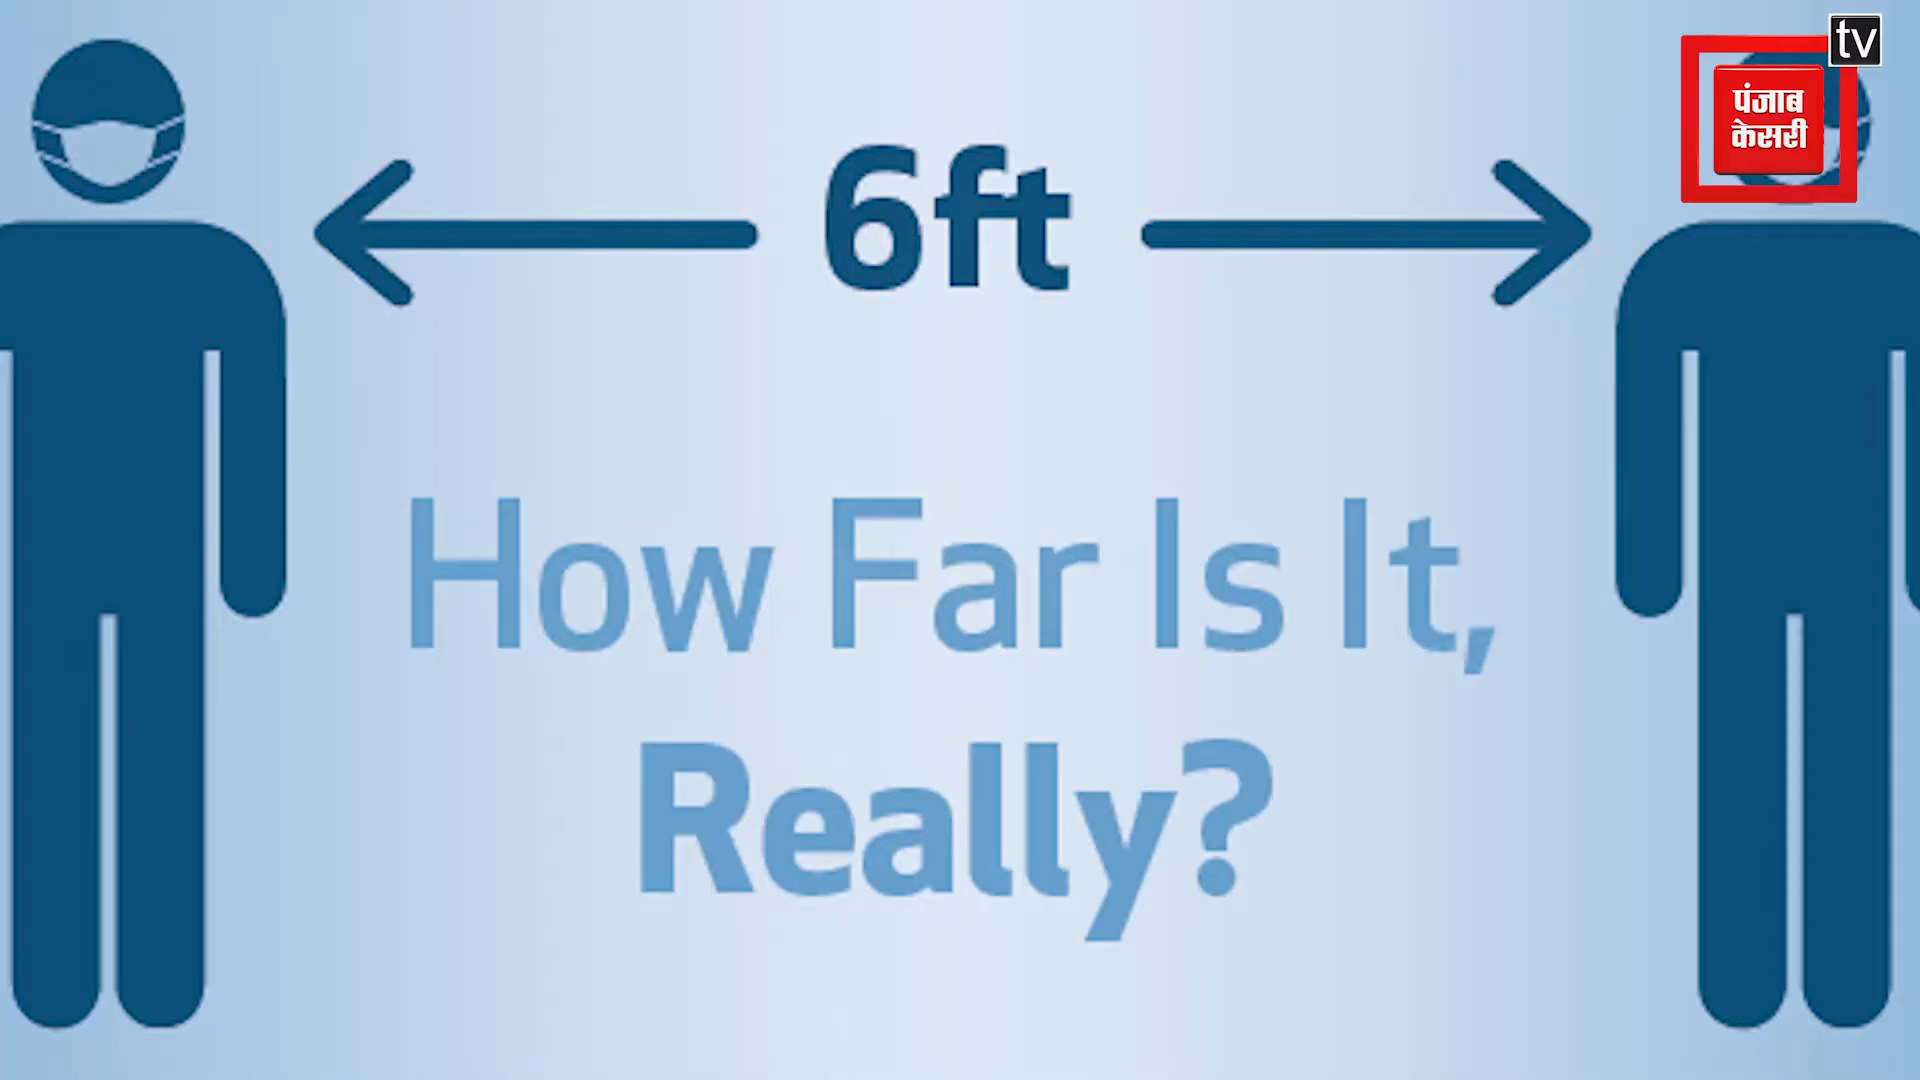 tv
पंजाब
केसरी
6ft
How Far Is It,
Really?